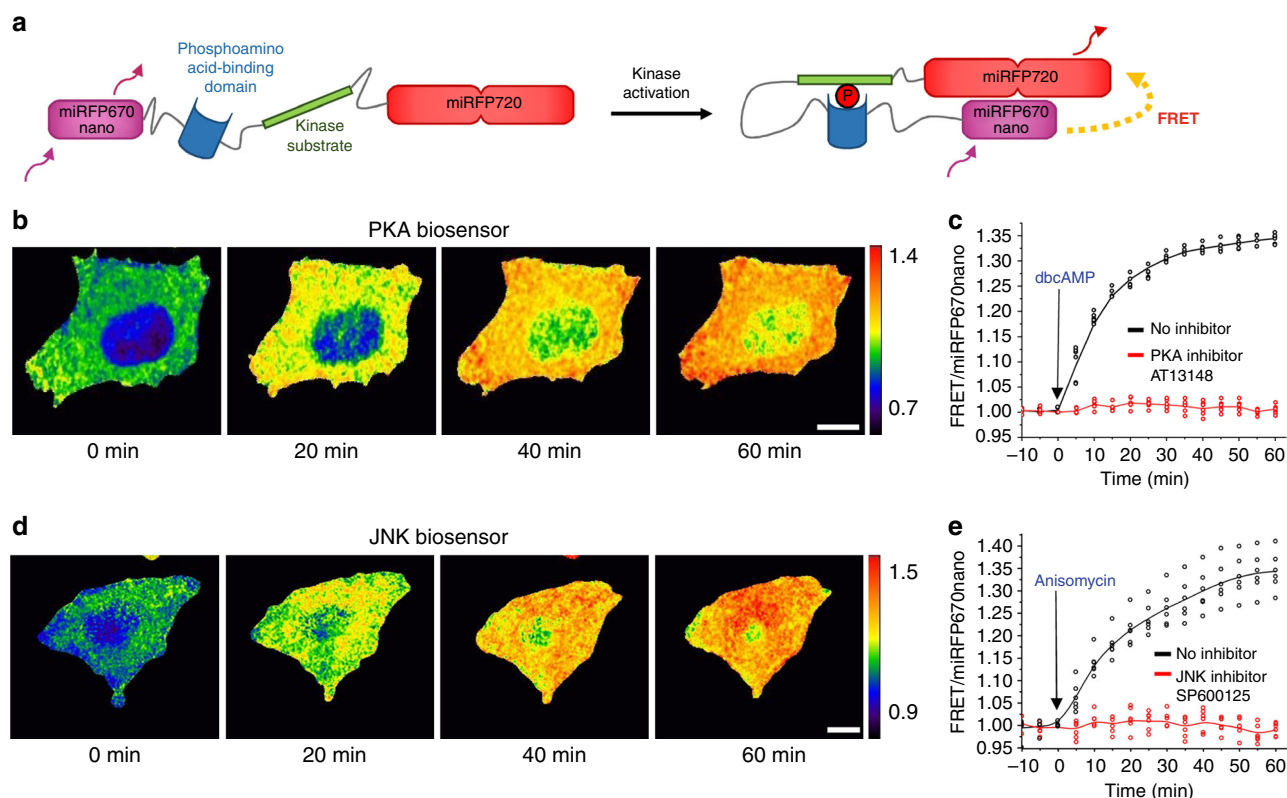 a
Phosphoamino
acid-binding
domain
miRFP670
nano
Kinase
substrate
miRFP720
Kinase
activation
P
miRFP720
miRFP670
nano
FRET
b
PKA biosensor
1.4
0.7
0 min
20 min
40 min
60 min
c
FRET/miRFP670nano
1.35
1.30
1.25
1.20
1.15
1.10
1.05
1.00
0.95
dbcAMP
No inhibitor
PKA inhibitor
AT13148
–10 0 10 20 30 40 50 60
Time (min)
d
JNK biosensor
1.5
0.9
0 min
20 min
40 min
60 min
e
FRET/miRFP670nano
1.40
1.35
1.30
1.25
1.20
1.15
1.10
1.05
1.00
0.95
Anisomycin
No inhibitor
JNK inhibitor
SP600125
–10 0 10 20 30 40 50 60
Time (min)